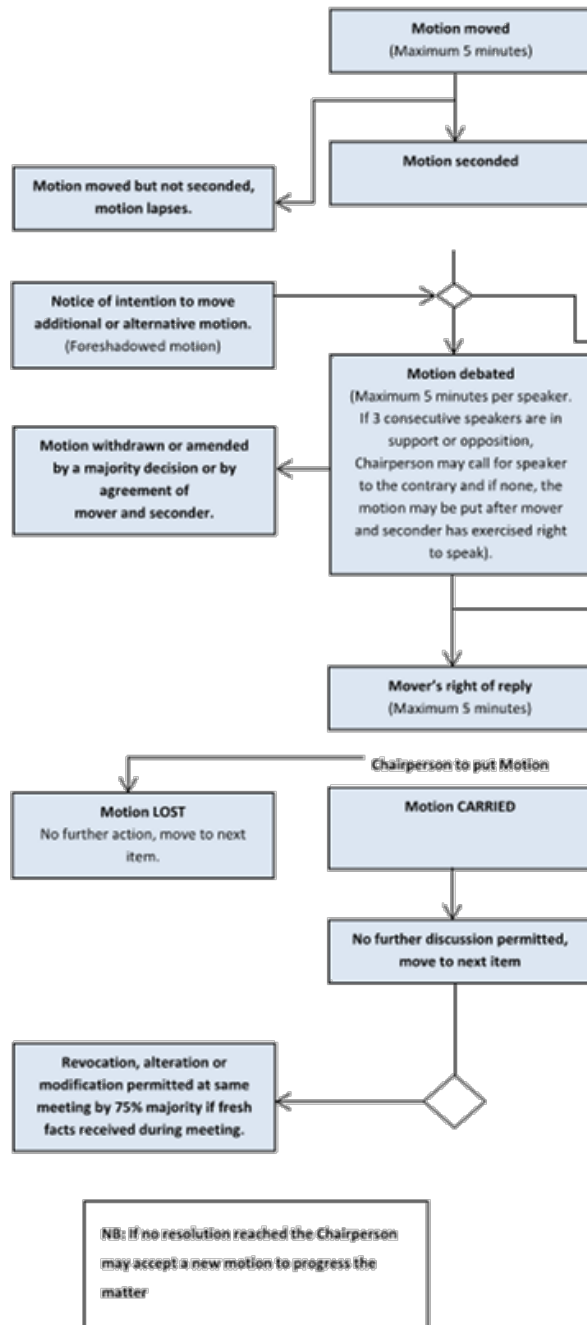 Motion moved
(Maximum 5 minutes)
Motion seconded
Motion moved but not seconded,
motion lapses.
Notice of intention to move
additional or alternative motion.
(Foreshadowed motion)
Motion debated
(Maximum 5 minutes per speaker.
If 3 consecutive speakers are in
support or opposition,
Chairperson may call for speaker
to the contrary and if none, the
motion may be put after mover
and seconder has exercised right
to speak).
Motion withdrawn or amended
by a majority decision or by
agreement of
mover and seconder.
Mover's right of reply
(Maximum 5 minutes)
Chairperson to put Motion
Motion LOST
No further action, move to next
item.
Motion CARRIED
No further discussion permitted,
move to next item
Revocation, alteration or
modification permitted at same
meeting by 75% majority if fresh
facts received during meeting.
NB: If no resolution reached the Chairperson
may accept a new motion to progress the
matter